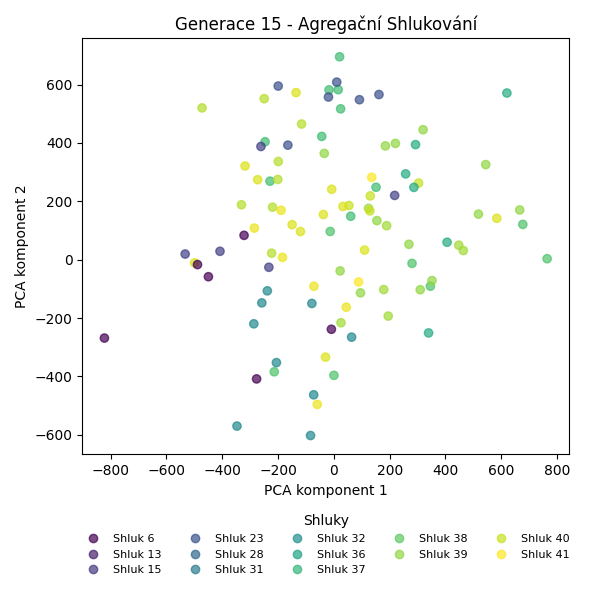 Generace 15 - Agregační Shlukování
PCA komponent 2
600
400
200
0
−200
−400
−600
−800 −600 −400 −200 0 200 400 600 800
PCA komponent 1
Shluky
Shluk 6 Shluk 23 Shluk 32 Shluk 38 Shluk 40
Shluk 13 Shluk 28 Shluk 36 Shluk 39 Shluk 41
Shluk 15 Shluk 31 Shluk 37